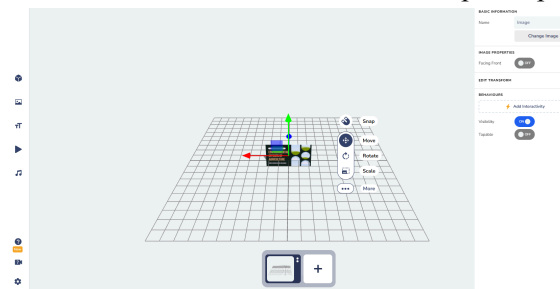 BASIC INFORMATION
Name
Image
Change Image
IMAGE PROPERTIES
Facing Front
OFF
EDIT TRANSFORM
BEHAVIOURS
Add Interactivity
Visibility
ON
Tapable
OFF
Snap
Move
Rotate
Scale
More
T